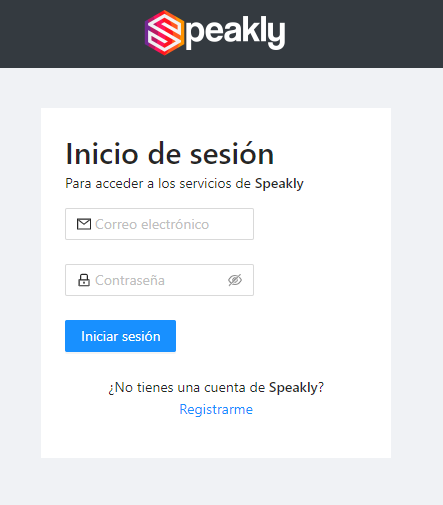 Speakly
Inicio de sesión
Para acceder a los servicios de Speakly
Correo electrónico
Contraseña
Iniciar sesión
¿No tienes una cuenta de Speakly?
Registrarme